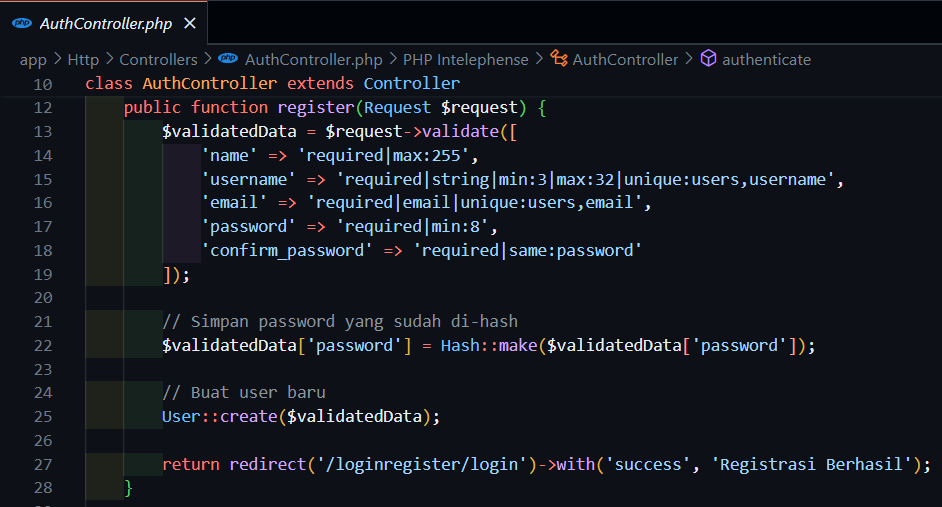 php AuthController.php ×
app > Http > Controllers > php AuthController.php > PHP Intelephense > AuthController > authenticate
10 class AuthController extends Controller
12 public function register(Request $request) {
13 $validatedData = $request->validate([
14 'name' => 'required|max:255',
15 'username' => 'required|string|min:3|max:32|unique:users,username',
16 'email' => 'required|email|unique:users,email',
17 'password' => 'required|min:8',
18 'confirm_password' => 'required|same:password'
19 ]);
20
21 // Simpan password yang sudah di-hash
22 $validatedData['password'] = Hash::make($validatedData['password']);
23
24 // Buat user baru
25 User::create($validatedData);
26
27 return redirect('/loginregister/login')->with('success', 'Registrasi Berhasil');
28 }